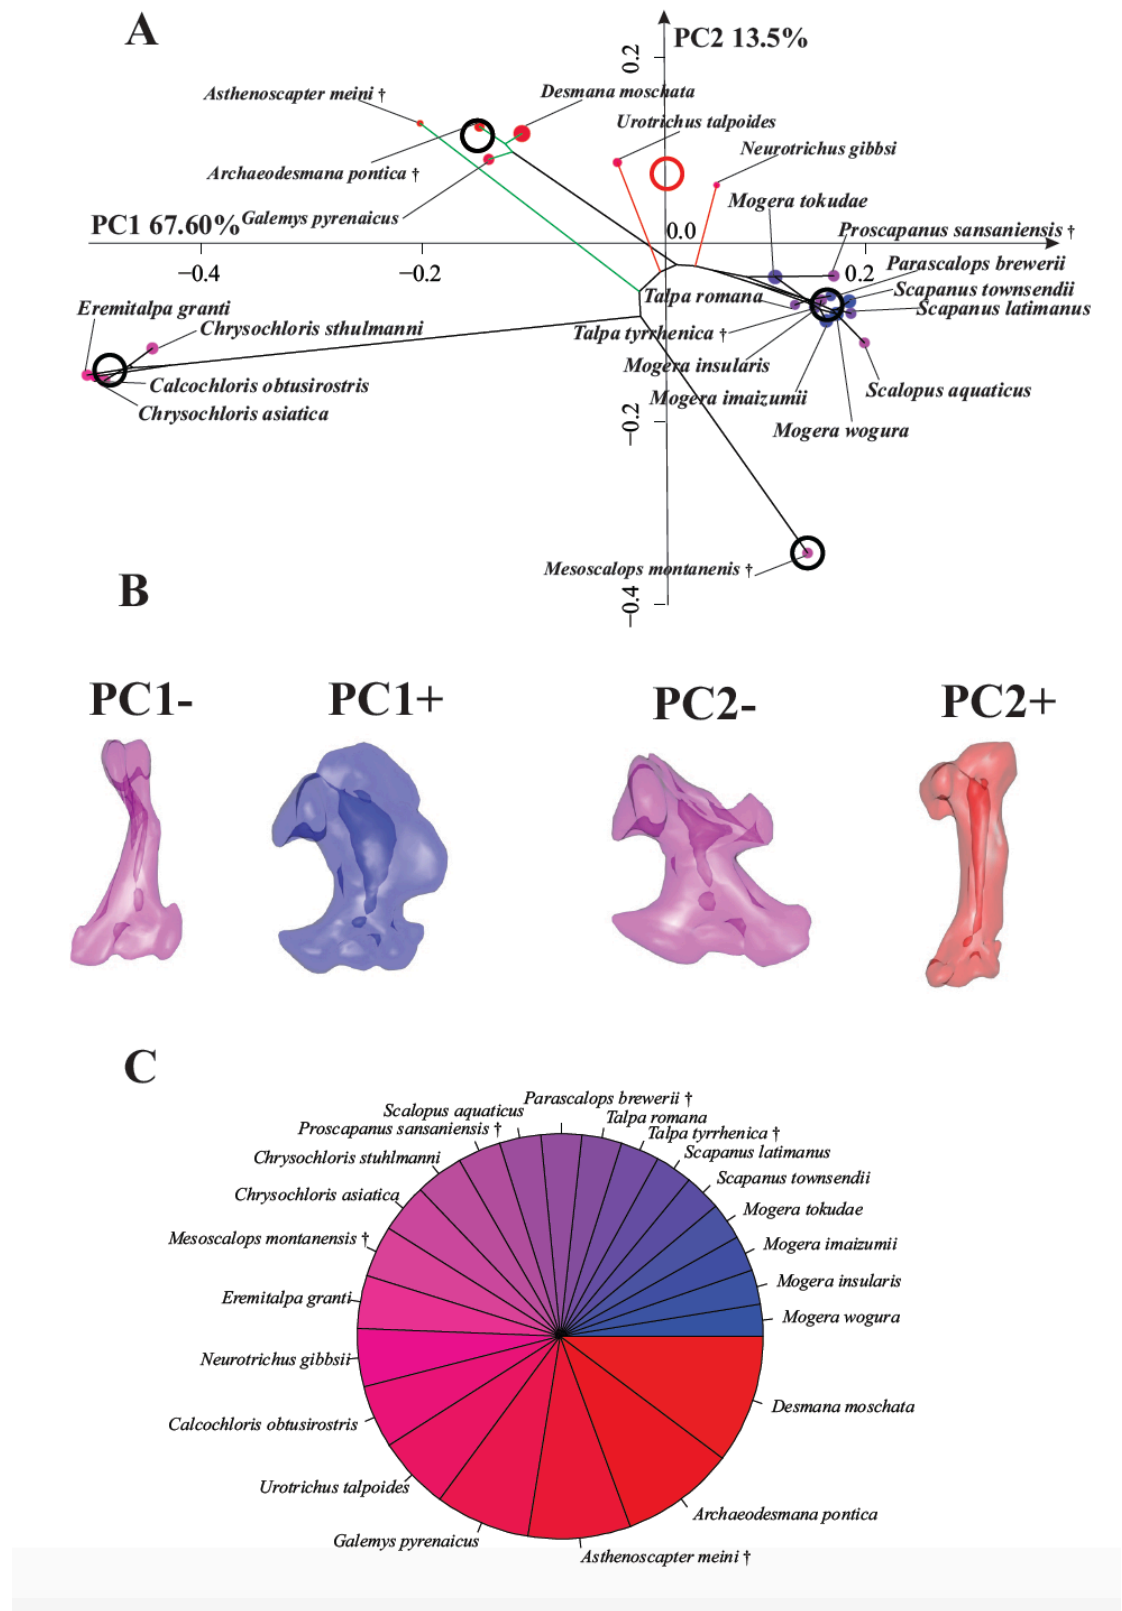 A
PC2 13.5%
0.2
Asthenoscapter meini †
Desmana moschata
Urotrichus talpoides
Neurotrichus gibbsi
Archaeodesmana pontica †
Mogera tokudae
Galemys pyrenaicus
PC1 67.60%
0.0
Proscapanus sansaniensis †
−0.4
−0.2
0.2
Parascalops brewerii
Talpa romana
Scapanus townsendii
Scapanus latimanus
Eremitalpa granti
Chrysochloris sthulmanni
Talpa tyrrhenica †
Mogera insularis
Calcochloris obtusirostris
Mogera imaizumii
Scalopus aquaticus
Chrysochloris asiatica
−0.2
Mogera wogura
Mesoscalops montanenis †
−0.4
B
PC1-
PC1+
PC2-
PC2+
C
Parascalops brewerii †
Scalopus aquaticus
Talpa romana
Proscapanus sansaniensis †
Talpa tyrrhenica †
Chrysochloris stuhlmanni
Scapanus latimanus
Scapanus townsendii
Chrysochloris asiatica
Mogera tokudae
Mesoscalops montanensis †
Mogera imaizumii
Mogera insularis
Eremitalpa granti
Mogera wogura
Neurotrichus gibbsii
Desmana moschata
Calcochloris obtusirostris
Urotrichus talpoides
Archaeodesmana pontica
Galemys pyrenaicus
Asthenoscapter meini †